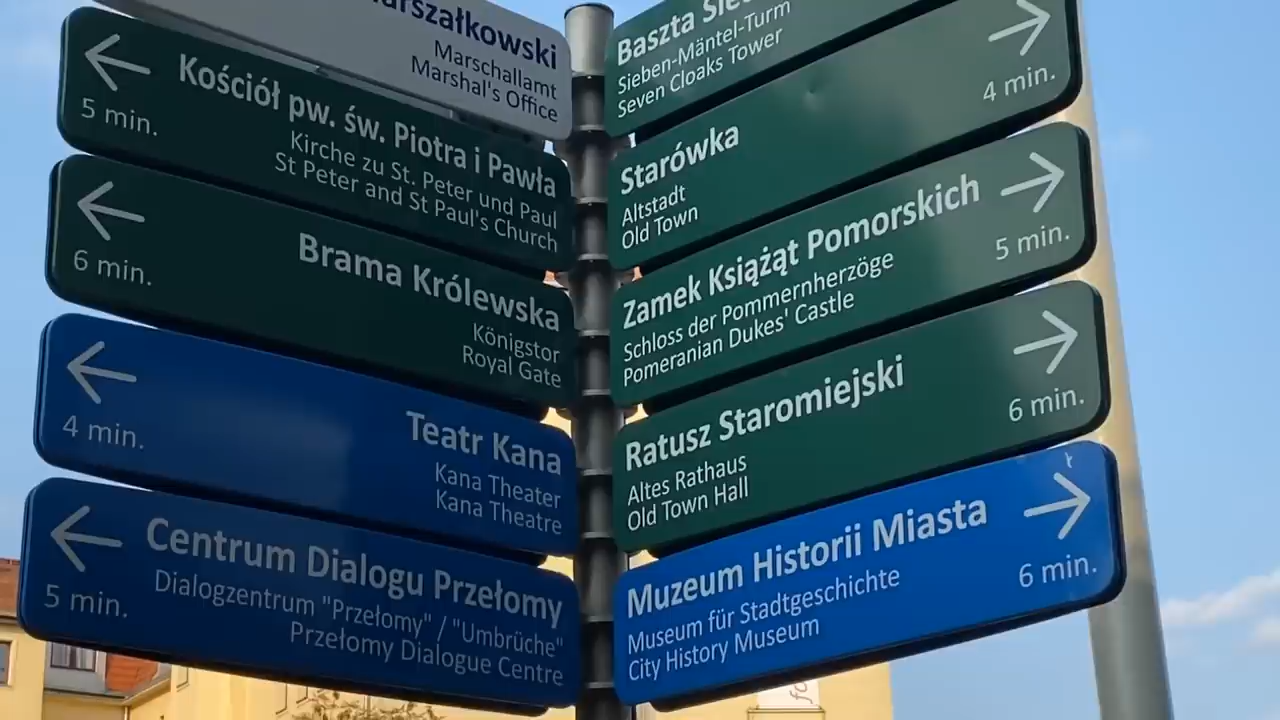 Marschallamt
Marshal's Office
5 min.
Kościół pw. św. Piotra i Pawła
Kirche zu St. Peter und Paul
St Peter and St Paul's Church
6 min.
Brama Królewska
Königstor
Royal Gate
4 min.
Teatr Kana
Kana Theater
Kana Theatre
5 min.
Centrum Dialogu Przełomy
Dialogzentrum "Przełomy" / "Umbrüche"
Przełomy Dialogue Centre
Baszta
Sieben-Mäntel-Turm
Seven Cloaks Tower
4 min.
Starówka
Altstadt
Old Town
Zamek Książąt Pomorskich
Schloss der Pommernherzöge
Pomeranian Dukes' Castle
5 min.
Ratusz Staromiejski
Altes Rathaus
Old Town Hall
6 min.
Muzeum Historii Miasta
Museum für Stadtgeschichte
City History Museum
6 min.